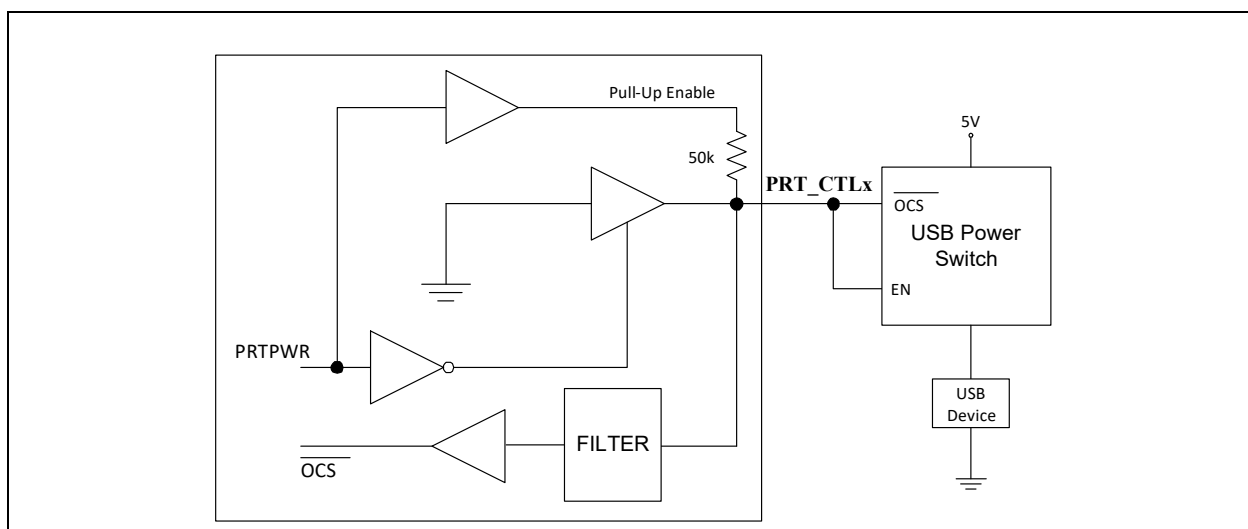 Pull-Up Enable
50k
5V
PRT_CTLx
OCS
USB Power
Switch
EN
PRTPWR
FILTER
OCS
USB
Device